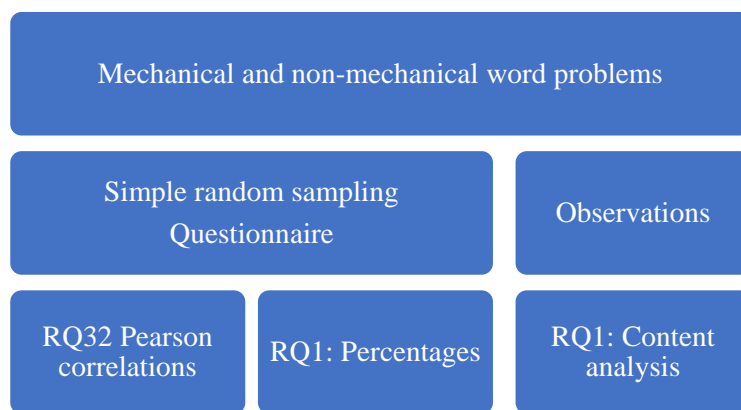 Mechanical and non-mechanical word problems
Simple random sampling
Questionnaire
Observations
RQ32 Pearson
correlations
RQ1: Percentages
RQ1: Content
analysis